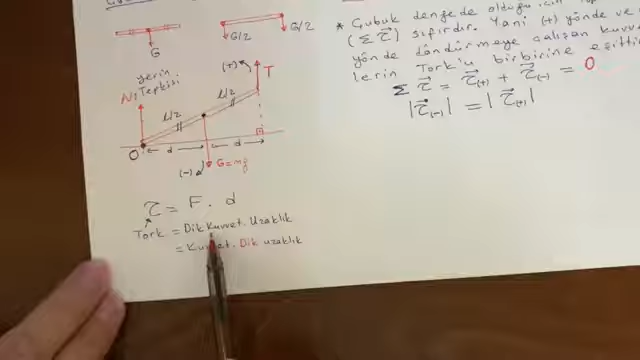 G
G/2
G/2
* Çubuk dengede olduğu için
(Σ τ) sıfırdır. Yani (+) yönde ve
yönde döndürmeye çalışan kuvve
lerin Tork'u birbirine eşittir
Σ τ = τ(+) + τ(-) = 0
|τ(-)| = |τ(+)|
yerin
Tepkisi
N
(+)
T
l/2
l/2
O
d
d
(-)
G=mg
τ = F . d
Tork = Dik Kuvvet . Uzaklık
= Kuvvet . Dik uzaklık